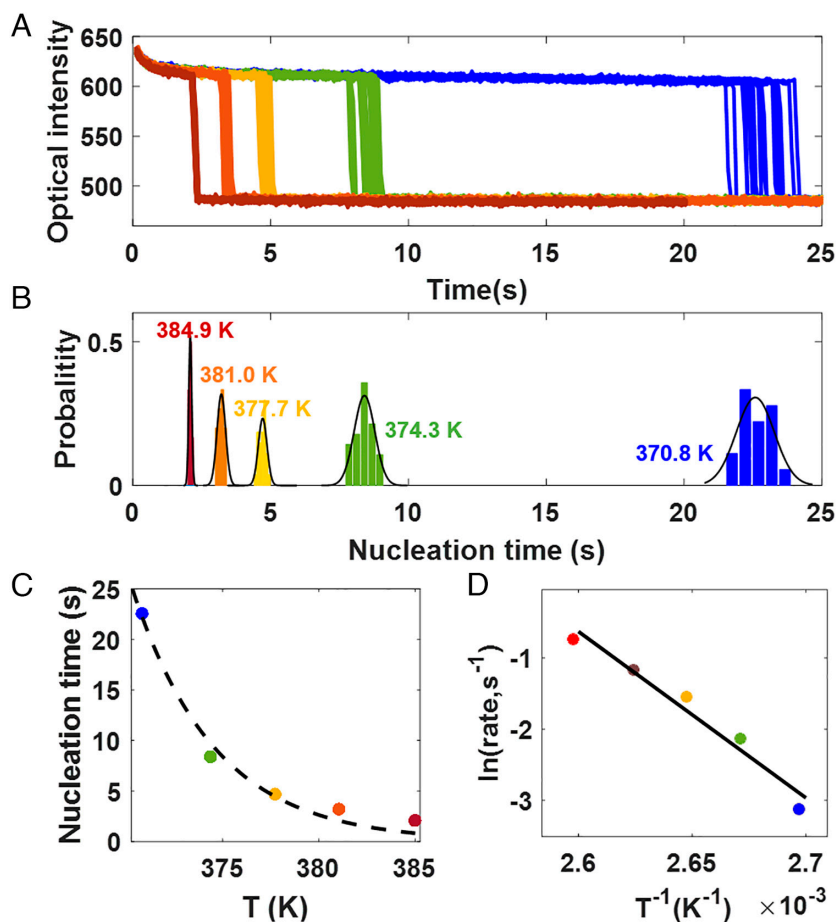 A
650
600
550
500
Optical intensity
0 5 10 15 20 25
Time(s)
B
0.5
0
Probalitity
384.9 K
381.0 K
377.7 K
374.3 K
370.8 K
0 5 10 15 20 25
Nucleation time (s)
C
25
20
15
10
5
0
Nucleation time (s)
375 380 385
T (K)
D
-1
-2
-3
ln(rate,s⁻¹)
2.6 2.65 2.7
T⁻¹(K⁻¹) ×10⁻³